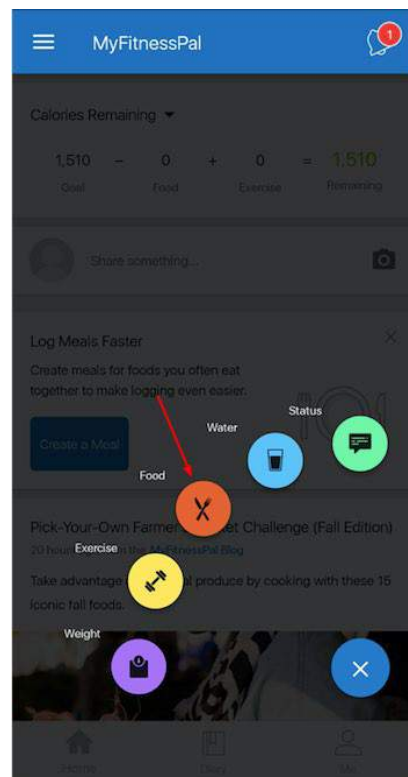 MyFitnessPal
1
Calories Remaining
1,510 – 0 + 0 = 1,510
Goal Food Exercise Remaining
Share something...
Log Meals Faster
Create meals for foods you often eat
together to make logging even easier.
Status
Water
Create a Meal
Food
Pick-Your-Own Farmer et Challenge (Fall Edition)
20 hour the MyFitnessPal Blog
Exercise
Take advantage al produce by cooking with these 15
iconic fall foods.
Weight
Home Diary Me